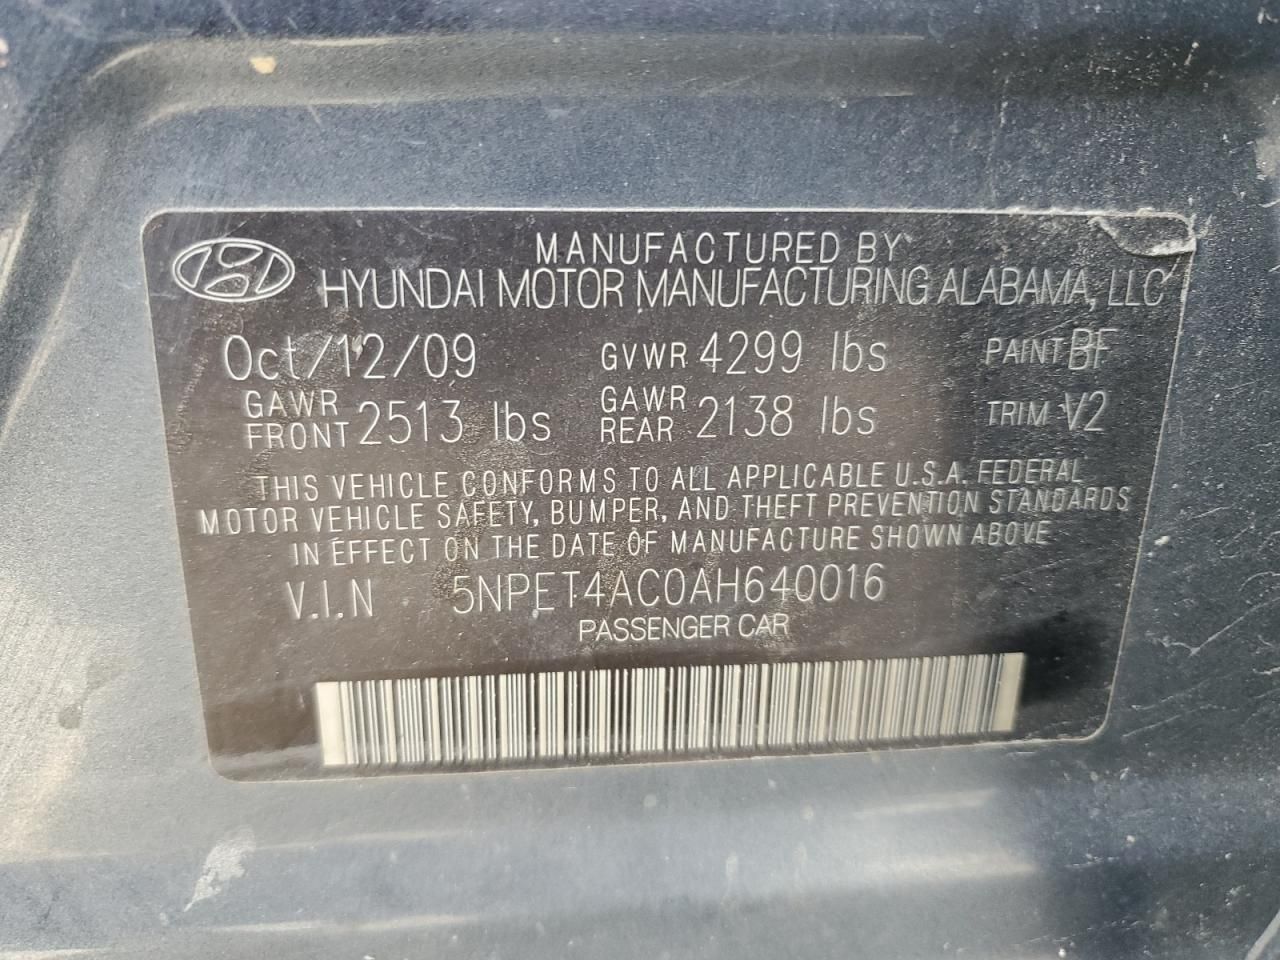 MANUFACTURED BY
HYUNDAI MOTOR MANUFACTURING ALABAMA, LLC
Oct/12/09 GVWR 4299 lbs PAINT BF
GAWR FRONT 2513 lbs GAWR REAR 2138 lbs TRIM V2
THIS VEHICLE CONFORMS TO ALL APPLICABLE U.S.A. FEDERAL
MOTOR VEHICLE SAFETY, BUMPER, AND THEFT PREVENTION STANDARDS
IN EFFECT ON THE DATE OF MANUFACTURE SHOWN ABOVE
V.I.N 5NPET4AC0AH640016
PASSENGER CAR